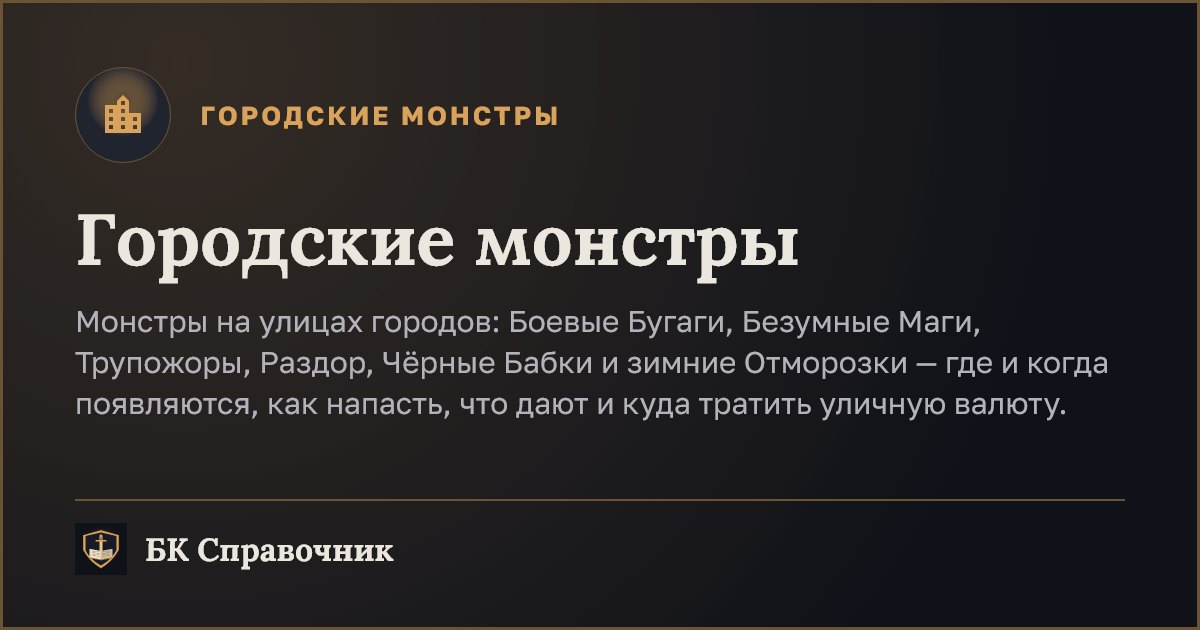 ГОРОДСКИЕ МОНСТРЫ
Городские монстры
Монстры на улицах городов: Боевые Бугаги, Безумные Маги,
Трупожоры, Раздор, Чёрные Бабки и зимние Отморозки — где и когда
появляются, как напасть, что дают и куда тратить уличную валюту.
БК Справочник